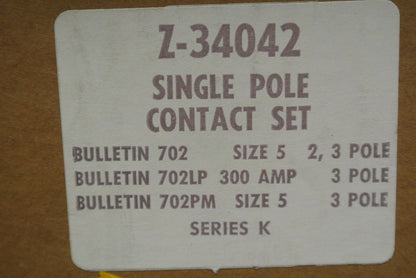 Z-34042
SINGLE POLE
CONTACT SET
BULLETIN 702 SIZE 5 2, 3 POLE
BULLETIN 702LP 300 AMP 3 POLE
BULLETIN 702PM SIZE 5 3 POLE
SERIES K